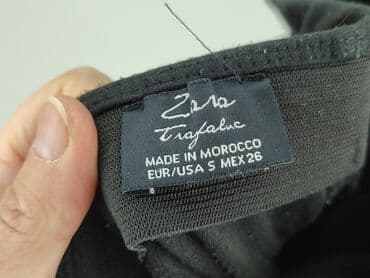 Zara
Trafaluc
MADE IN MOROCCO
EUR/USA S MEX 26